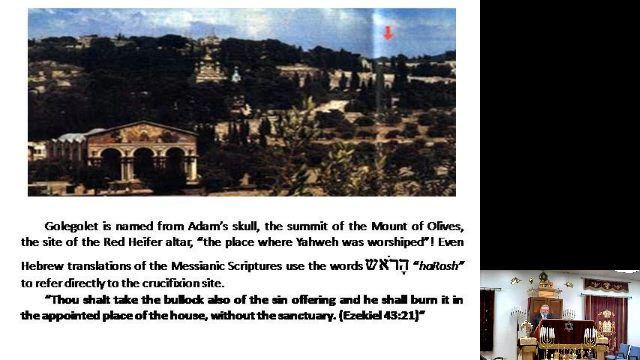 Golegolet is named from Adam's skull, the summit of the Mount of Olives,
the site of the Red Heifer altar, "the place where Yahweh was worshiped"! Even
Hebrew translations of the Messianic Scriptures use the words הָרֹאשׁ "haRosh"
to refer directly to the crucifixion site.
"Thou shalt take the bullock also of the sin offering and he shall burn it in
the appointed place of the house, without the sanctuary. (Ezekiel 43:21)"